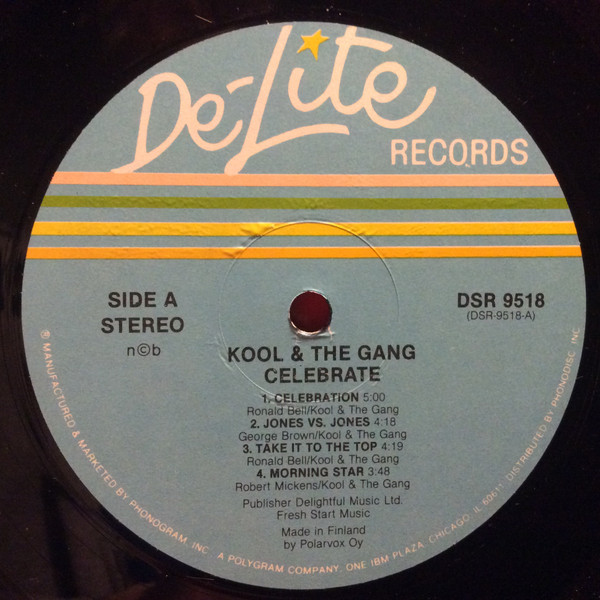 De-Lite
RECORDS
SIDE A
STEREO
n©b
DSR 9518
(DSR-9518-A)
KOOL & THE GANG
CELEBRATE
1. CELEBRATION 5:00
Ronald Bell/Kool & The Gang
2. JONES VS. JONES 4:18
George Brown/Kool & The Gang
3. TAKE IT TO THE TOP 4:19
Ronald Bell/Kool & The Gang
4. MORNING STAR 3:48
Robert Mickens/Kool & The Gang
Publisher Delightful Music Ltd.
Fresh Start Music
Made in Finland
by Polarvox Oy
® MANUFACTURED & MARKETED BY PHONOGRAM, INC. A POLYGRAM COMPANY, ONE IBM PLAZA, CHICAGO, IL 60611. DISTRIBUTED BY PHONODISC, INC.